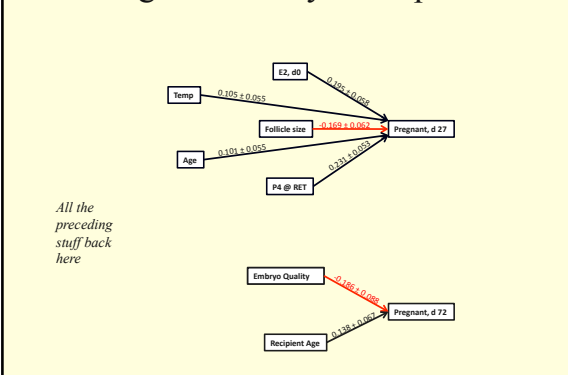 E2, d0
0.195 ± 0.058
Temp
0.105 ± 0.055
Follicle size
-0.169 ± 0.062
Pregnant, d 27
Age
0.101 ± 0.055
0.231 ± 0.053
P4 @ RET
All the
preceding
stuff back
here
Embryo Quality
-0.186 ± 0.088
Pregnant, d 72
0.138 ± 0.067
Recipient Age